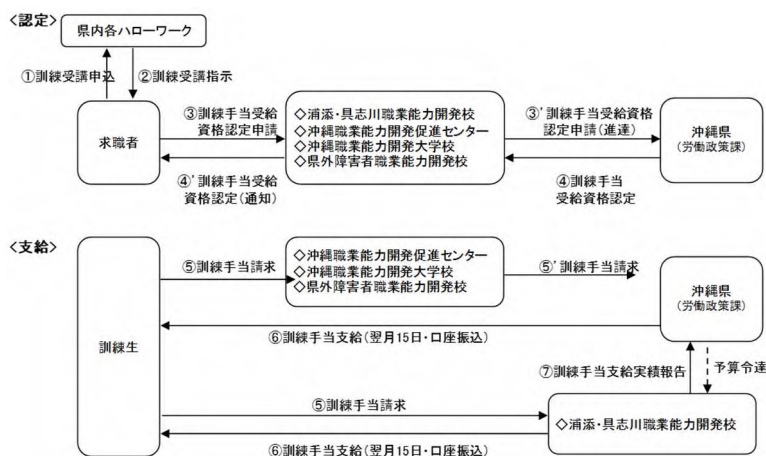 <認定>
県内各ハローワーク
①訓練受講申込
②訓練受講指示
求職者
③訓練手当受給
資格認定申請
④’訓練手当受給
資格認定(通知)
◇浦添・具志川職業能力開発校
◇沖縄職業能力開発促進センター
◇沖縄職業能力開発大学校
◇県外障害者職業能力開発校
③’訓練手当受給資格
認定申請(進達)
④訓練手当
受給資格認定
沖縄県
(労働政策課)
<支給>
訓練生
⑤訓練手当請求
◇沖縄職業能力開発促進センター
◇沖縄職業能力開発大学校
◇県外障害者職業能力開発校
⑤’訓練手当請求
沖縄県
(労働政策課)
⑥訓練手当支給(翌月15日・口座振込)
⑦訓練手当支給実績報告
予算令達
⑤訓練手当請求
◇浦添・具志川職業能力開発校
⑥訓練手当支給(翌月15日・口座振込)